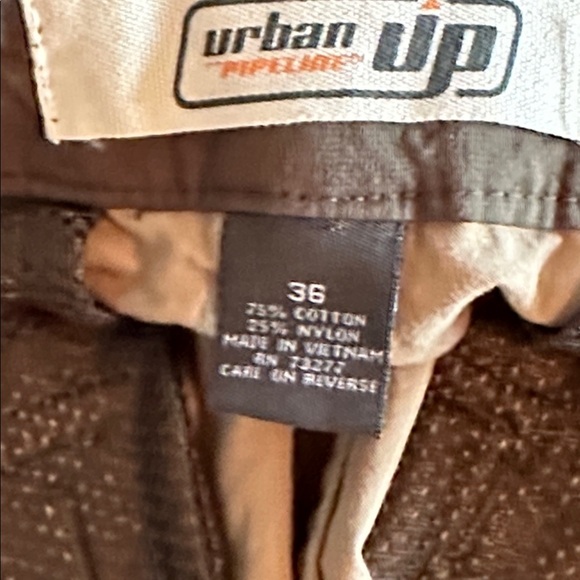 urban up
"PIPELINE"
36
75% COTTON
25% NYLON
MADE IN VIETNAM
RN 73277
CARE ON REVERSE